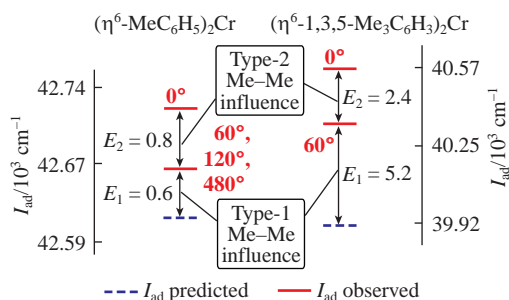 (η⁶-MeC₆H₅)₂Cr
(η⁶-1,3,5-Me₃C₆H₃)₂Cr
I_ad/10³ cm⁻¹
42.74
42.67
42.59
0°
E₂ = 0.8
E₁ = 0.6
60°,
120°,
480°
Type-2
Me–Me
influence
Type-1
Me–Me
influence
0°
E₂ = 2.4
60°
E₁ = 5.2
40.57
40.25
39.92
I_ad/10³ cm⁻¹
I_ad predicted
I_ad observed